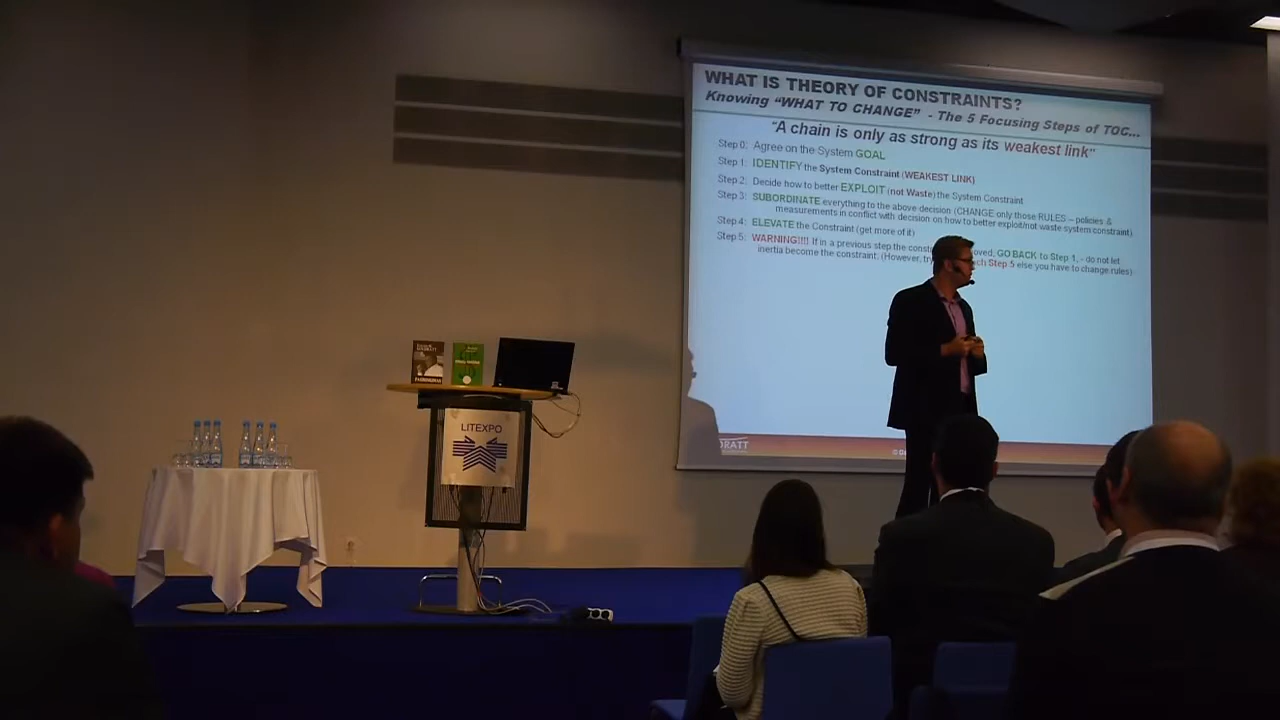 WHAT IS THEORY OF CONSTRAINTS?
Knowing "WHAT TO CHANGE" - The 5 Focusing Steps of TOC...
"A chain is only as strong as its weakest link"
Step 0: Agree on the System GOAL
Step 1: IDENTIFY the System Constraint (WEAKEST LINK)
Step 2: Decide how to better EXPLOIT (not Waste) the System Constraint
Step 3: SUBORDINATE everything to the above decision (CHANGE only those RULES – policies &
measurements in conflict with decision on how to better exploit/not waste system constraint)
Step 4: ELEVATE the Constraint (get more of it)
Step 5: WARNING!!!! If in a previous step the GO BACK to Step 1, - do not let
inertia become the constraint. (However, Step 5 else you have to change rules)
LITEXPO